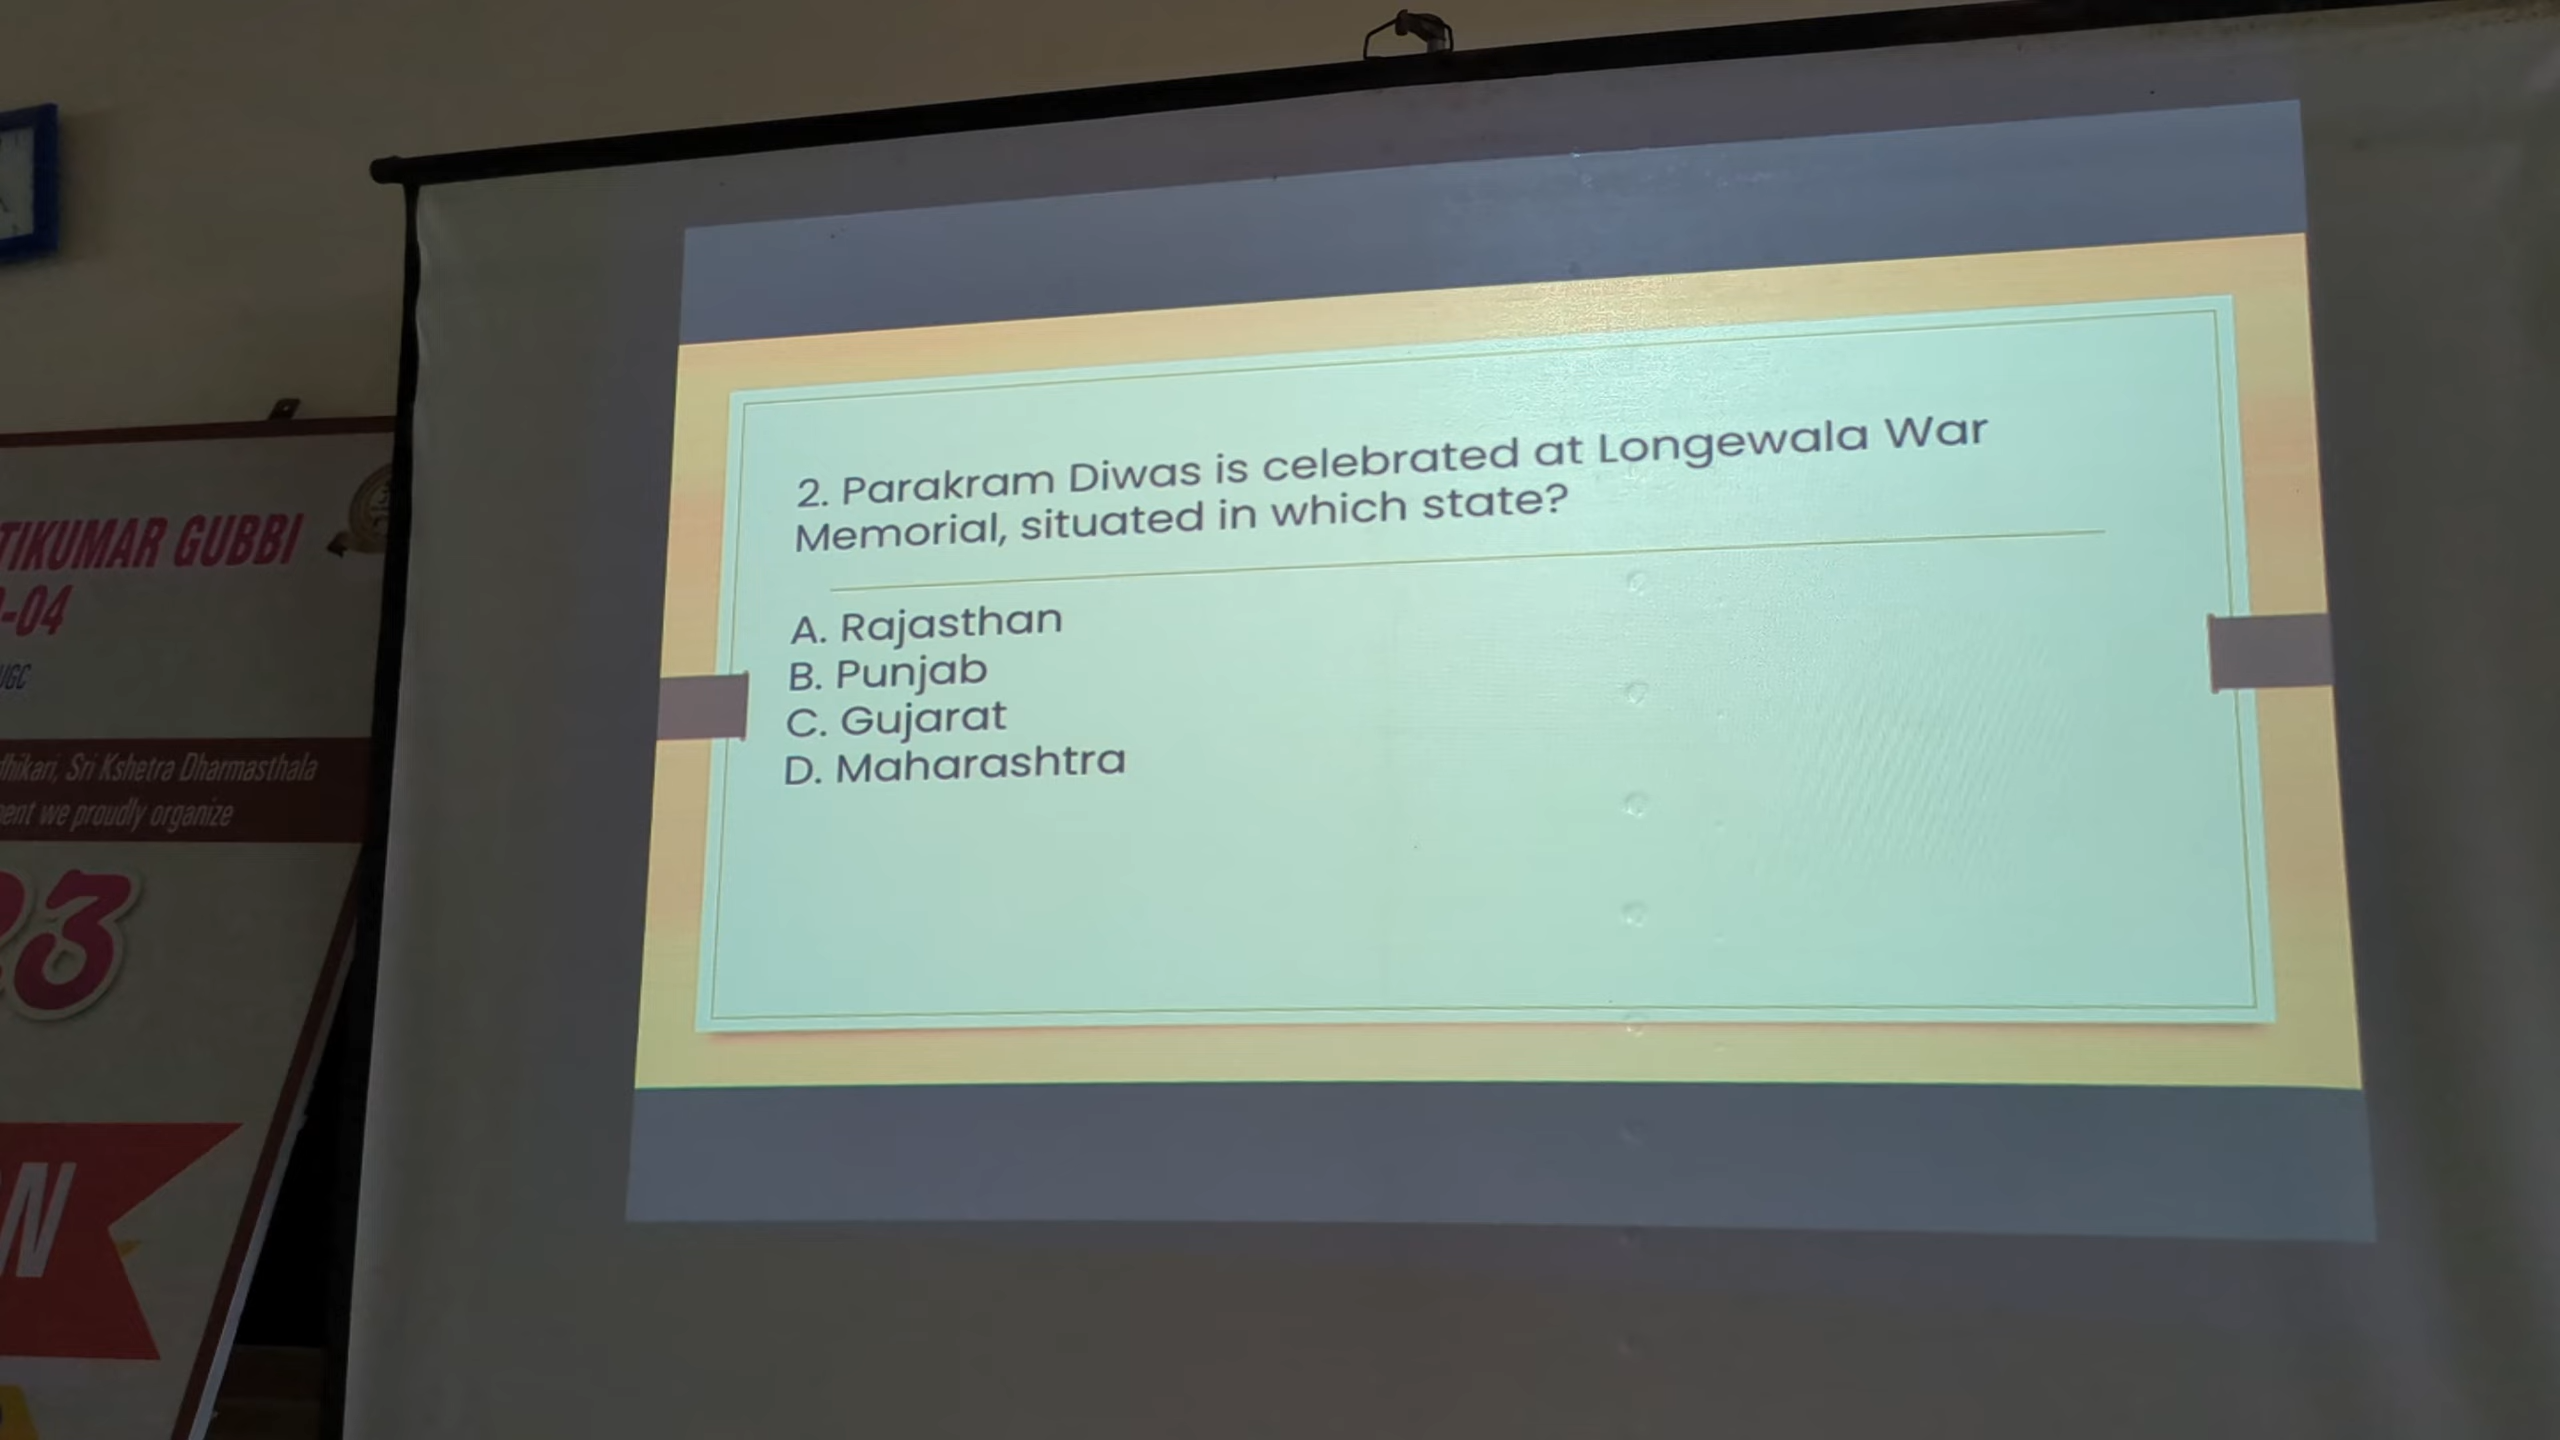 2. Parakram Diwas is celebrated at Longewala War
Memorial, situated in which state?
A. Rajasthan
B. Punjab
C. Gujarat
D. Maharashtra
TIKUMAR GUBBI
-04
UGC
dhikari, Sri Kshetra Dharmasthala
ent we proudly organize
23
N